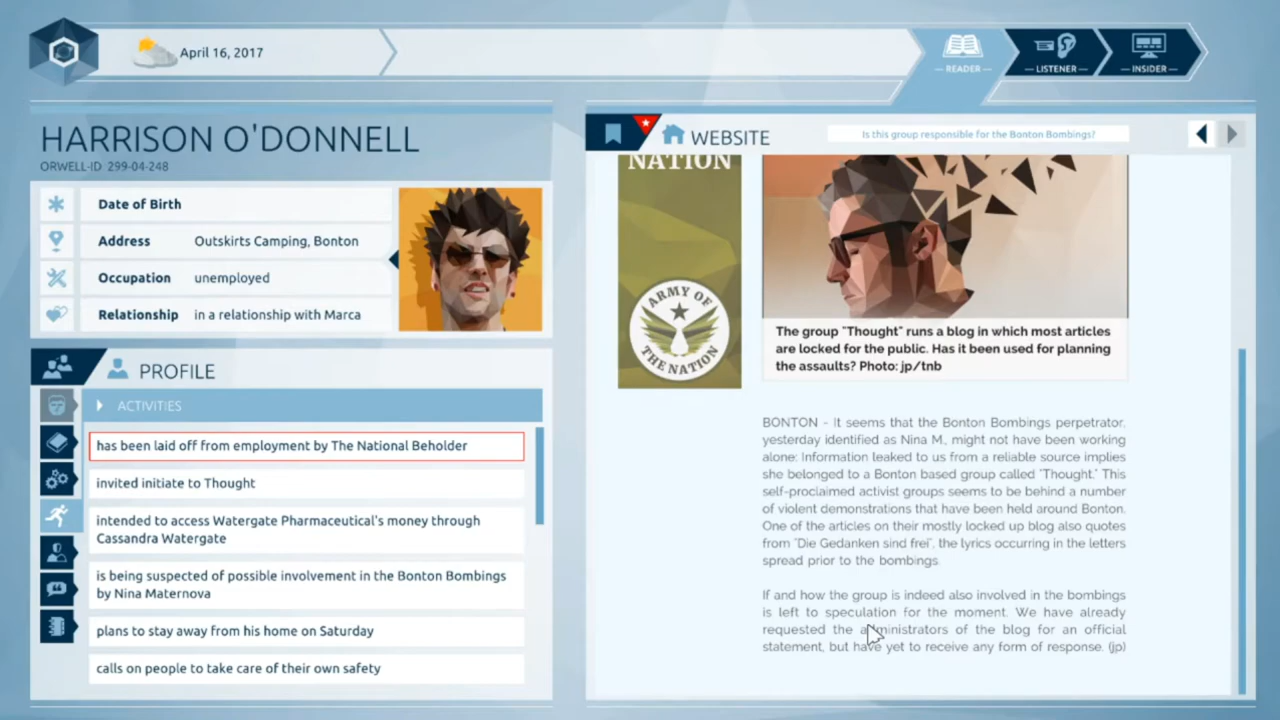 April 16, 2017
— READER —
— LISTENER —
— INSIDER —
HARRISON O'DONNELL
ORWELL-ID 299-04-248
Date of Birth
Address Outskirts Camping, Bonton
Occupation unemployed
Relationship in a relationship with Marca
PROFILE
ACTIVITIES
has been laid off from employment by The National Beholder
invited initiate to Thought
intended to access Watergate Pharmaceutical's money through
Cassandra Watergate
is being suspected of possible involvement in the Bonton Bombings
by Nina Maternova
plans to stay away from his home on Saturday
calls on people to take care of their own safety
WEBSITE
Is this group responsible for the Bonton Bombings?
NATION
ARMY OF
THE NATION
The group "Thought" runs a blog in which most articles
are locked for the public. Has it been used for planning
the assaults? Photo: jp/tnb
BONTON - It seems that the Bonton Bombings perpetrator,
yesterday identified as Nina M., might not have been working
alone: Information leaked to us from a reliable source implies
she belonged to a Bonton based group called "Thought." This
self-proclaimed activist groups seems to be behind a number
of violent demonstrations that have been held around Bonton.
One of the articles on their mostly locked up blog also quotes
from "Die Gedanken sind frei", the lyrics occurring in the letters
spread prior to the bombings.
If and how the group is indeed also involved in the bombings
is left to speculation for the moment. We have already
requested the administrators of the blog for an official
statement, but have yet to receive any form of response. (jp)